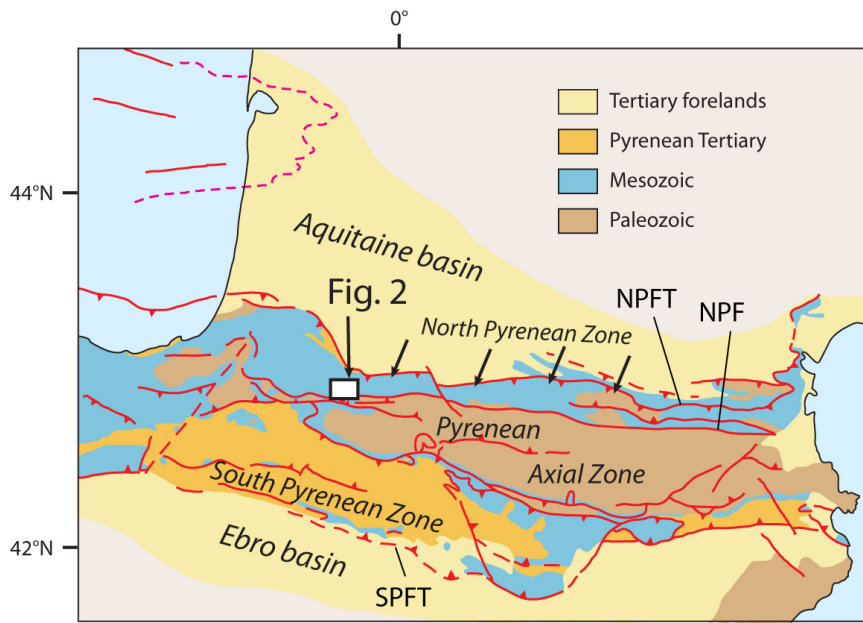 0°
Tertiary forelands
Pyrenean Tertiary
Mesozoic
Paleozoic
44°N
Aquitaine basin
Fig. 2
NPFT
NPF
North Pyrenean Zone
Pyrenean
Axial Zone
South Pyrenean Zone
Ebro basin
42°N
SPFT